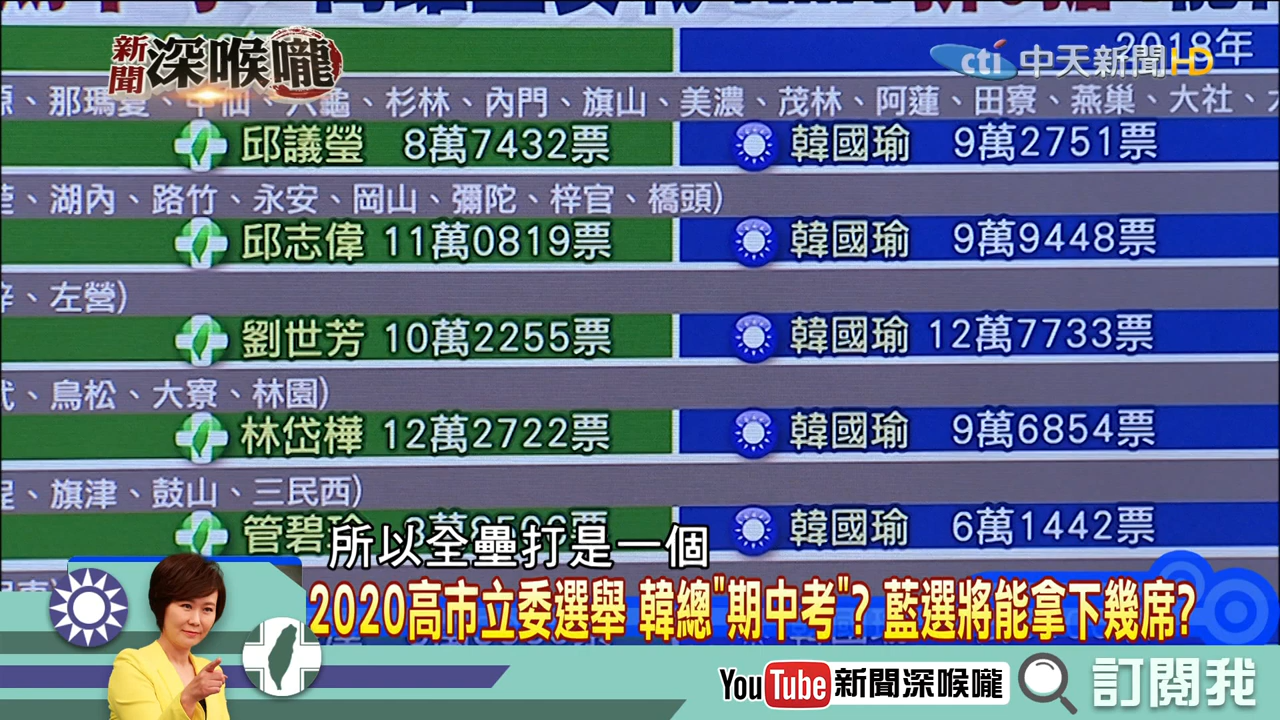 新聞深喉嚨
2018年
cti 中天新聞HD
那瑪夏、甲仙、六龜、杉林、內門、旗山、美濃、茂林、阿蓮、田寮、燕巢、大社、
邱議瑩 8萬7432票 韓國瑜 9萬2751票
、湖內、路竹、永安、岡山、彌陀、梓官、橋頭)
邱志偉 11萬0819票 韓國瑜 9萬9448票
、左營)
劉世芳 10萬2255票 韓國瑜 12萬7733票
、鳥松、大寮、林園)
林岱樺 12萬2722票 韓國瑜 9萬6854票
、旗津、鼓山、三民西)
管碧玲 韓國瑜 6萬1442票
所以全壘打是一個
2020高市立委選舉 韓總"期中考"? 藍選將能拿下幾席?
YouTube 新聞深喉嚨 訂閱我